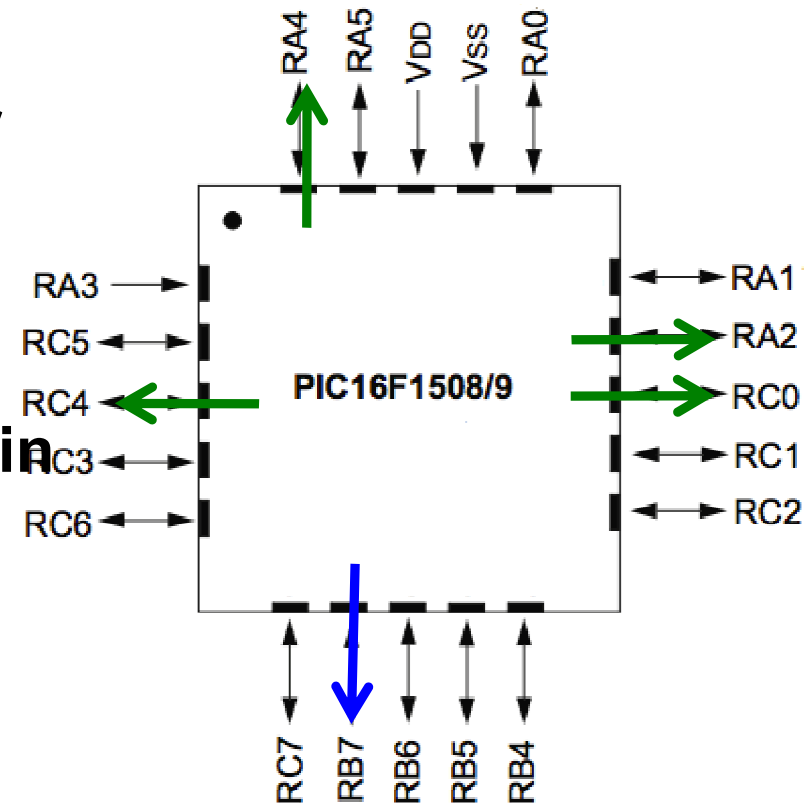 RA4
RA5
VDD
VSS
RA0
RA3
RC5
RC4
RC3
RC6
in
PIC16F1508/9
RA1
RA2
RC0
RC1
RC2
RC7
RB7
RB6
RB5
RB4